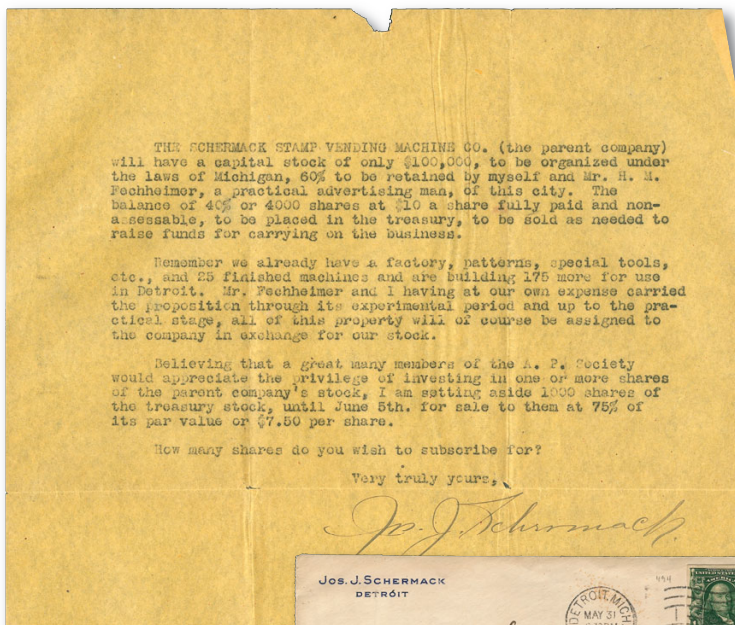 THE SCHERMACK STAMP VENDING MACHINE CO. (the parent company)
will have a capital stock of only $100,000, to be organized under
the laws of Michigan, 60% to be retained by myself and Mr. H. M.
Fechheimer, a practical advertising man, of this city. The
balance of 40% or 4000 shares at $10 a share fully paid and non-
assessable, to be placed in the treasury, to be sold as needed to
raise funds for carrying on the business.
Remember we already have a factory, patterns, special tools,
etc., and 25 finished machines and are building 175 more for use
in Detroit. Mr. Fechheimer and I having at our own expense carried
the proposition through its experimental period and up to the pra-
ctical stage, all of this property will of course be assigned to
the company in exchange for our stock.
Believing that a great many members of the A. P. Society
would appreciate the privilege of investing in one or more shares
of the parent company's stock, I am setting aside 1000 shares of
the treasury stock, until June 5th. for sale to them at 75% of
its par value or $7.50 per share.
How many shares do you wish to subscribe for?
Very truly yours,
Jos. J. Schermack.
JOS. J. SCHERMACK
DETROIT
DETROIT, MICH.
MAY 31
494